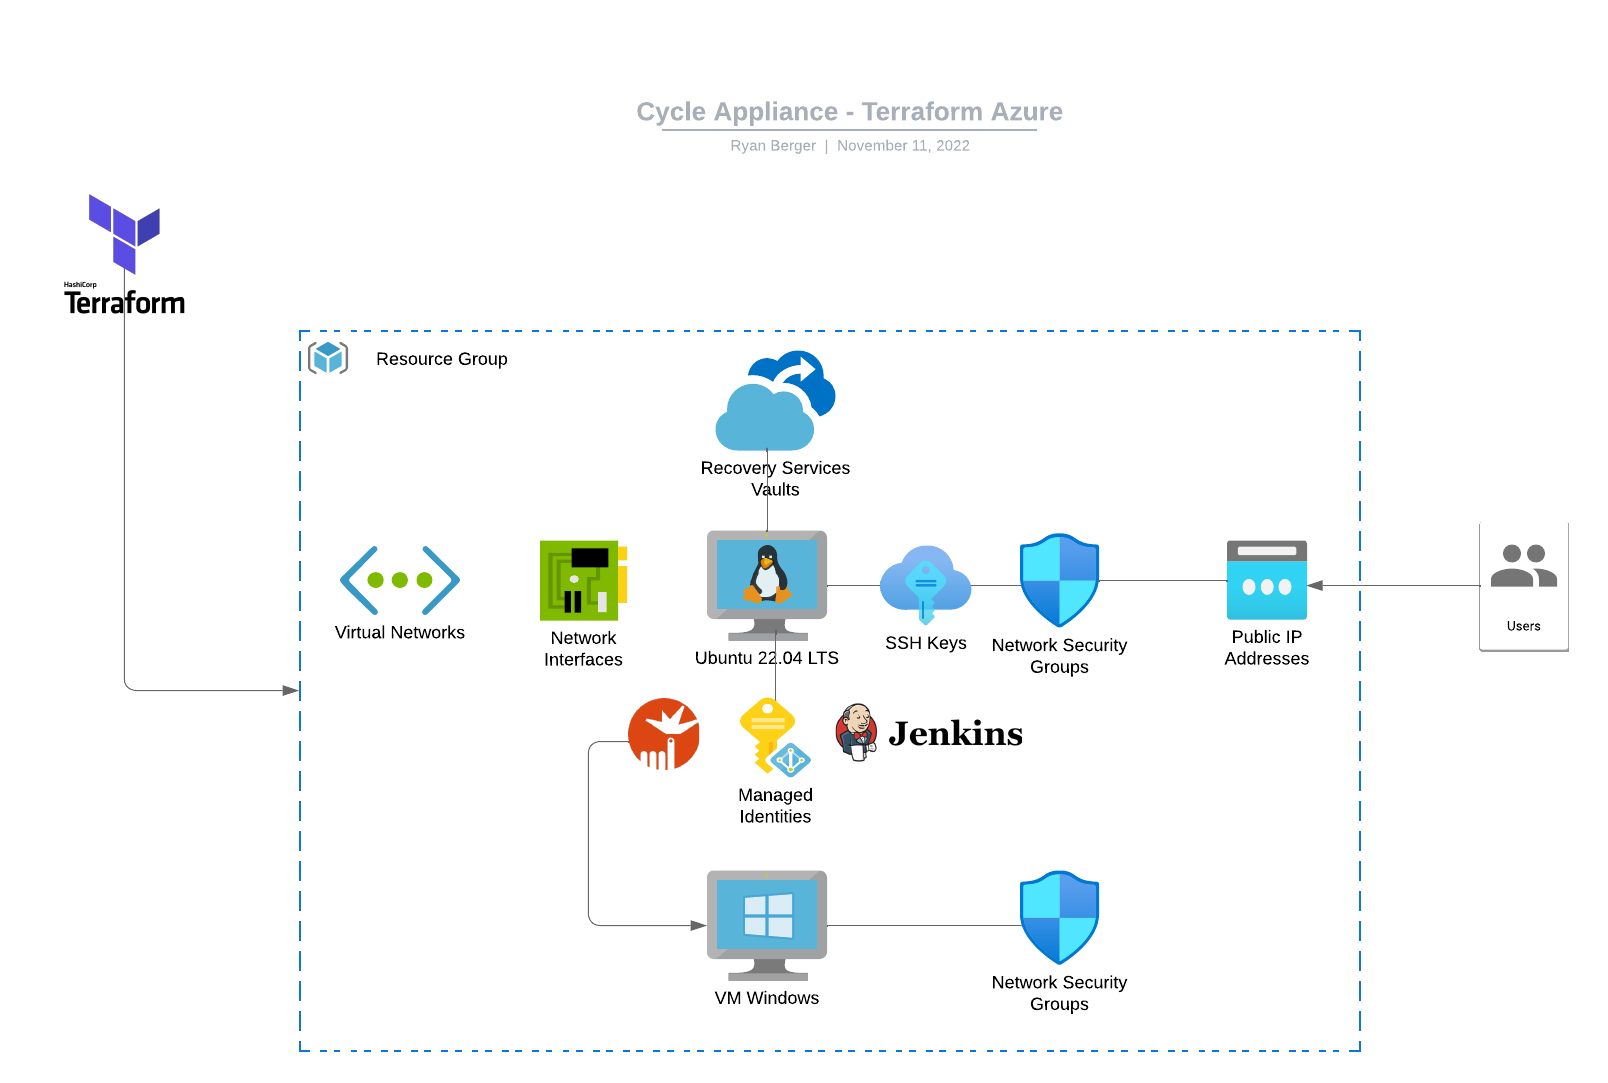 Cycle Appliance - Terraform Azure
Ryan Berger | November 11, 2022
HashiCorp
Terraform
Resource Group
Recovery Services
Vaults
Virtual Networks
Network
Interfaces
Ubuntu 22.04 LTS
SSH Keys
Network Security
Groups
Public IP
Addresses
Users
Managed
Identities
Jenkins
VM Windows
Network Security
Groups